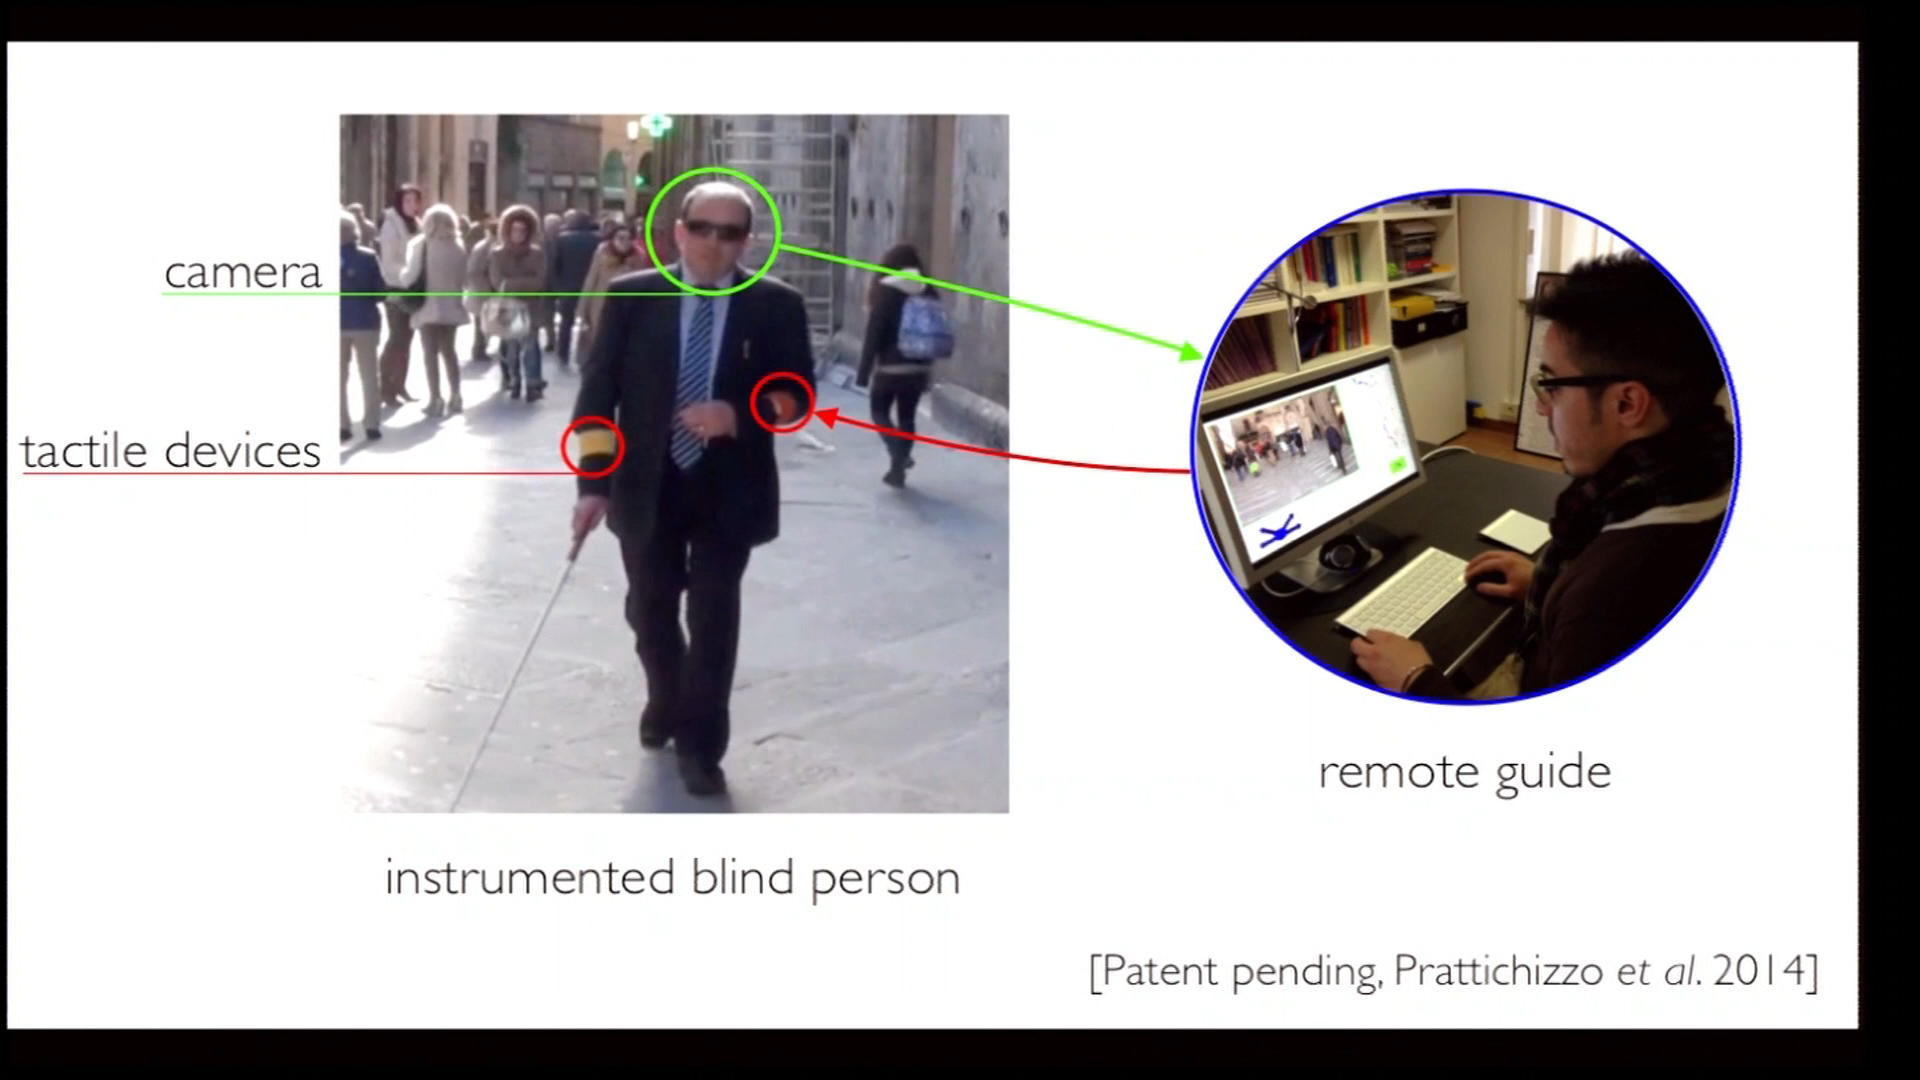 camera
tactile devices
remote guide
instrumented blind person
[Patent pending, Prattichizzo et al. 2014]